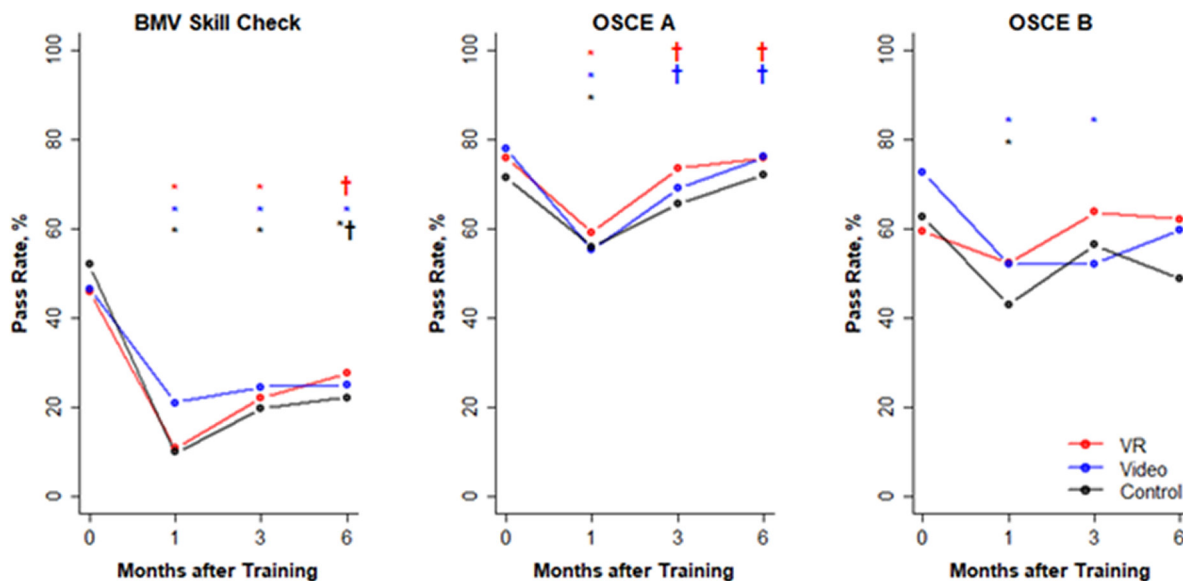 BMV Skill Check
100
80
60
40
20
0
Pass Rate, %
* * †
* * *
* * *†
0 1 3 6
Months after Training
OSCE A
100
80
60
40
20
0
Pass Rate, %
* † †
* † †
*
0 1 3 6
Months after Training
OSCE B
100
80
60
40
20
0
Pass Rate, %
* *
*
VR
Video
Control
0 1 3 6
Months after Training